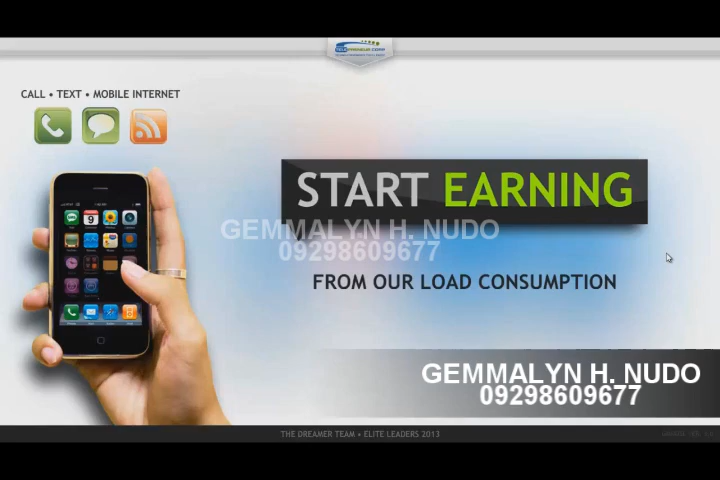 CALL • TEXT • MOBILE INTERNET
START EARNING
GEMMALYN H. NUDO
09298609677
FROM OUR LOAD CONSUMPTION
GEMMALYN H. NUDO
09298609677
THE DREAMER TEAM • ELITE LEADERS 2013